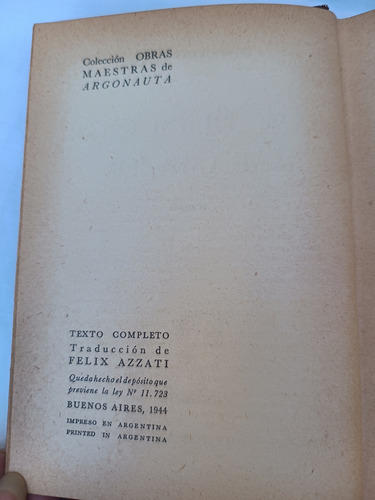 Colección OBRAS
MAESTRAS de
ARGONAUTA
TEXTO COMPLETO
Traducción de
FELIX AZZATI
Queda hecho el depósito que
previene la ley Nº 11.723
BUENOS AIRES, 1944
IMPRESO EN ARGENTINA
PRINTED IN ARGENTINA